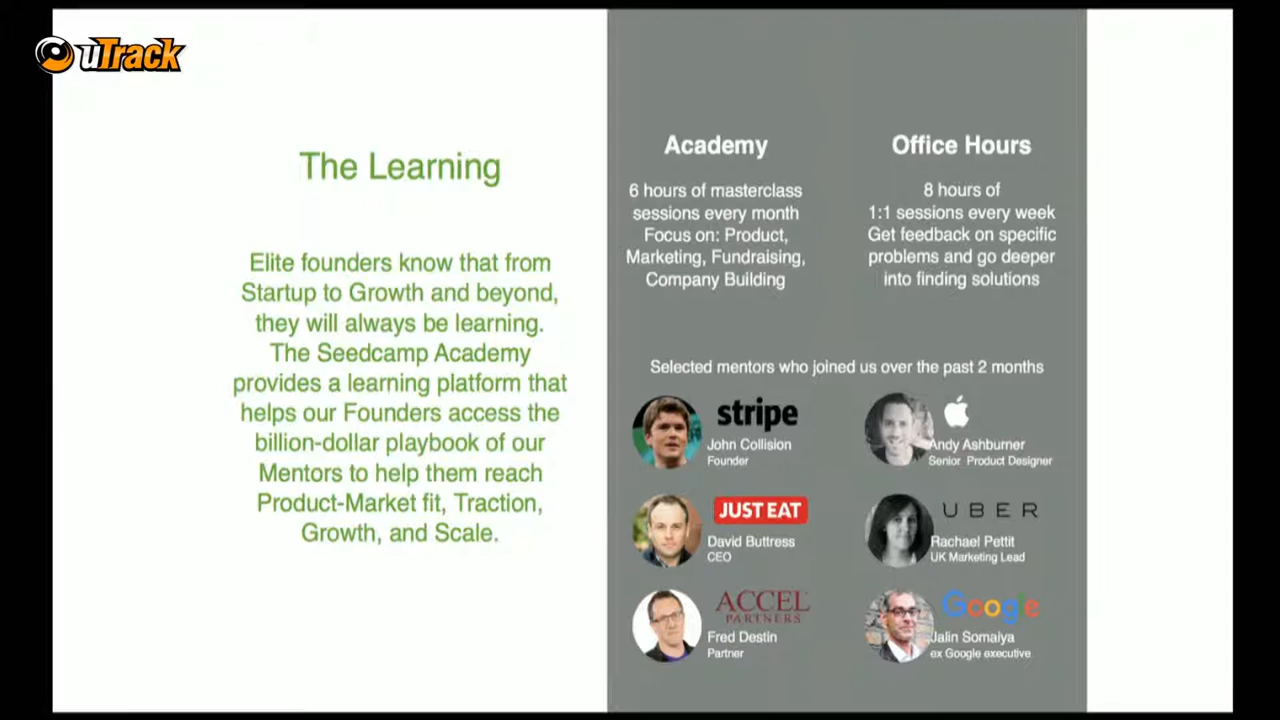 uTrack
The Learning
Elite founders know that from
Startup to Growth and beyond,
they will always be learning.
The Seedcamp Academy
provides a learning platform that
helps our Founders access the
billion-dollar playbook of our
Mentors to help them reach
Product-Market fit, Traction,
Growth, and Scale.
Academy
6 hours of masterclass
sessions every month
Focus on: Product,
Marketing, Fundraising,
Company Building
Office Hours
8 hours of
1:1 sessions every week
Get feedback on specific
problems and go deeper
into finding solutions
Selected mentors who joined us over the past 2 months
stripe
John Collision
Founder
Andy Ashburner
Senior Product Designer
JUST EAT
David Buttress
CEO
UBER
Rachael Pettit
UK Marketing Lead
ACCEL
PARTNERS
Fred Destin
Partner
Google
Jalin Somaiya
ex Google executive